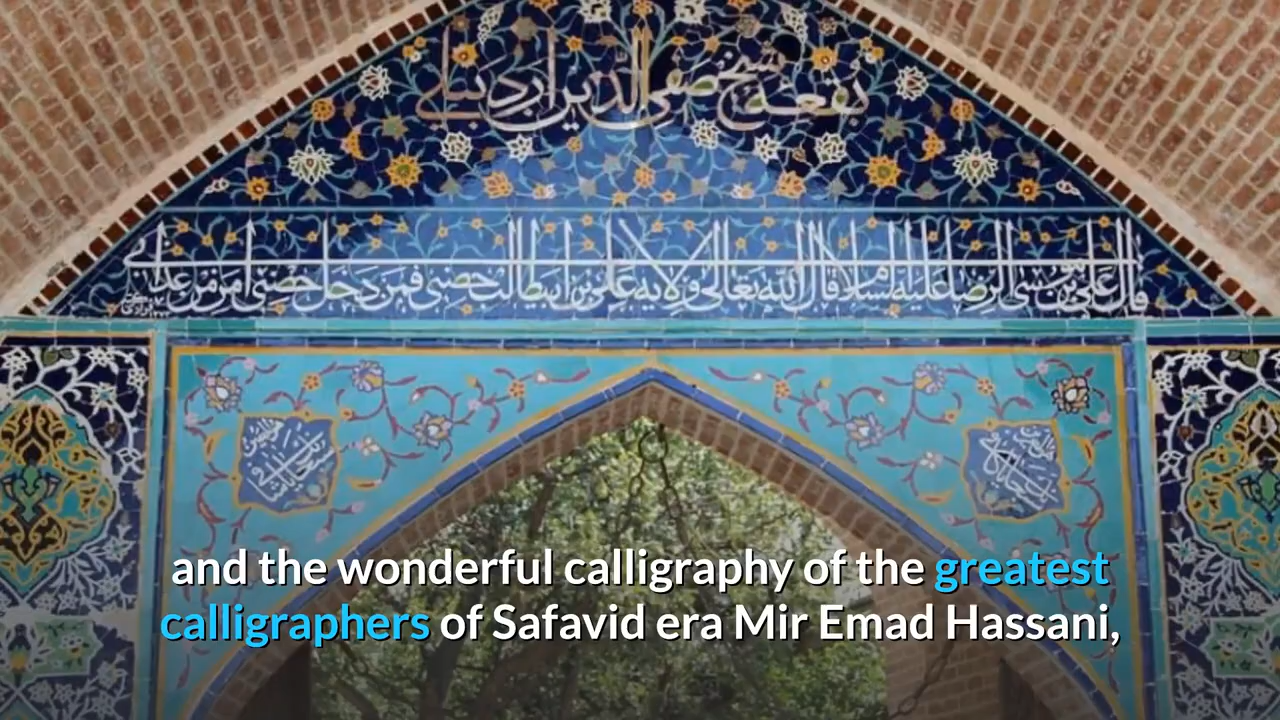 بقعه شیخ صفی الدین اردبیلی
قال علی بن موسی الرضا علیه السلام قال الله تعالی ولایه علی بن ابیطالب حصنی فمن دخل حصنی امن من عذابی
and the wonderful calligraphy of the greatest
calligraphers of Safavid era Mir Emad Hassani,